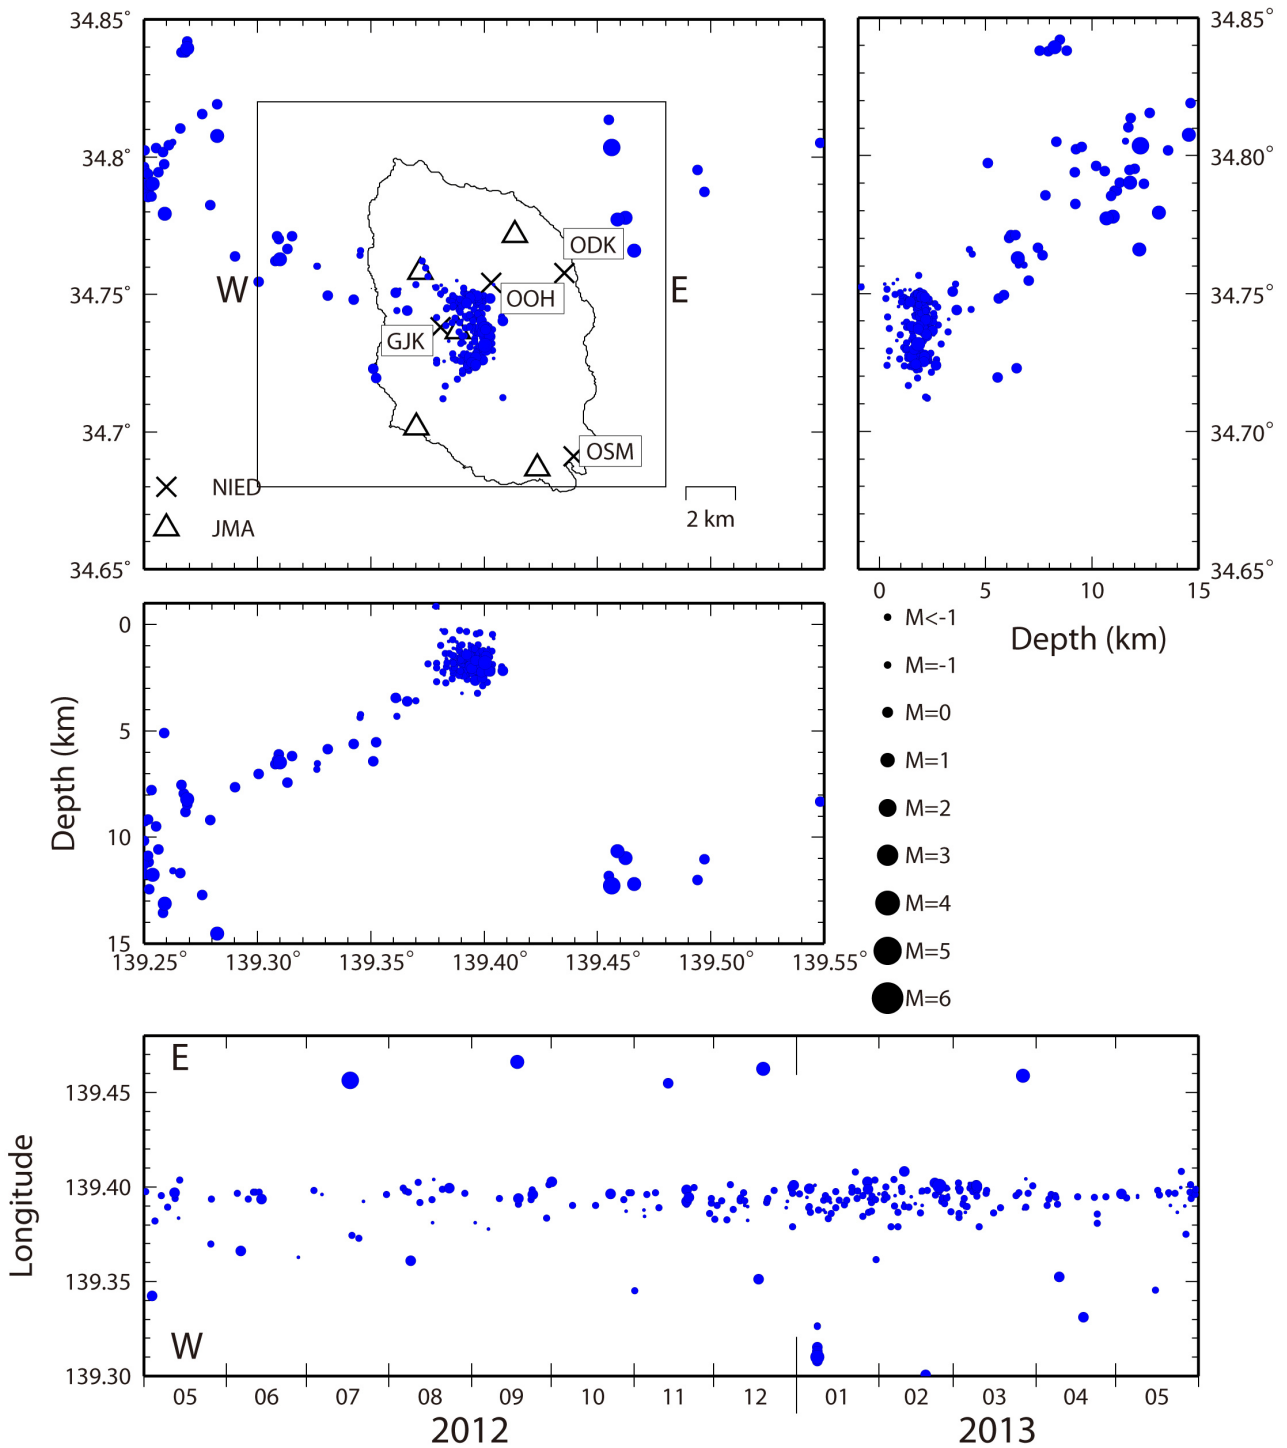 34.85°
34.8°
34.75°
34.7°
34.65°
W
E
ODK
OOH
GJK
OSM
NIED
JMA
2 km
34.85°
34.80°
34.75°
34.70°
34.65°
0 5 10 15
Depth (km)
M<-1
M=-1
M=0
M=1
M=2
M=3
M=4
M=5
M=6
Depth (km)
0
5
10
15
139.25° 139.30° 139.35° 139.40° 139.45° 139.50° 139.55°
Longitude
E
139.45
139.40
139.35
W
139.30
05 06 07 08 09 10 11 12 01 02 03 04 05
2012 2013